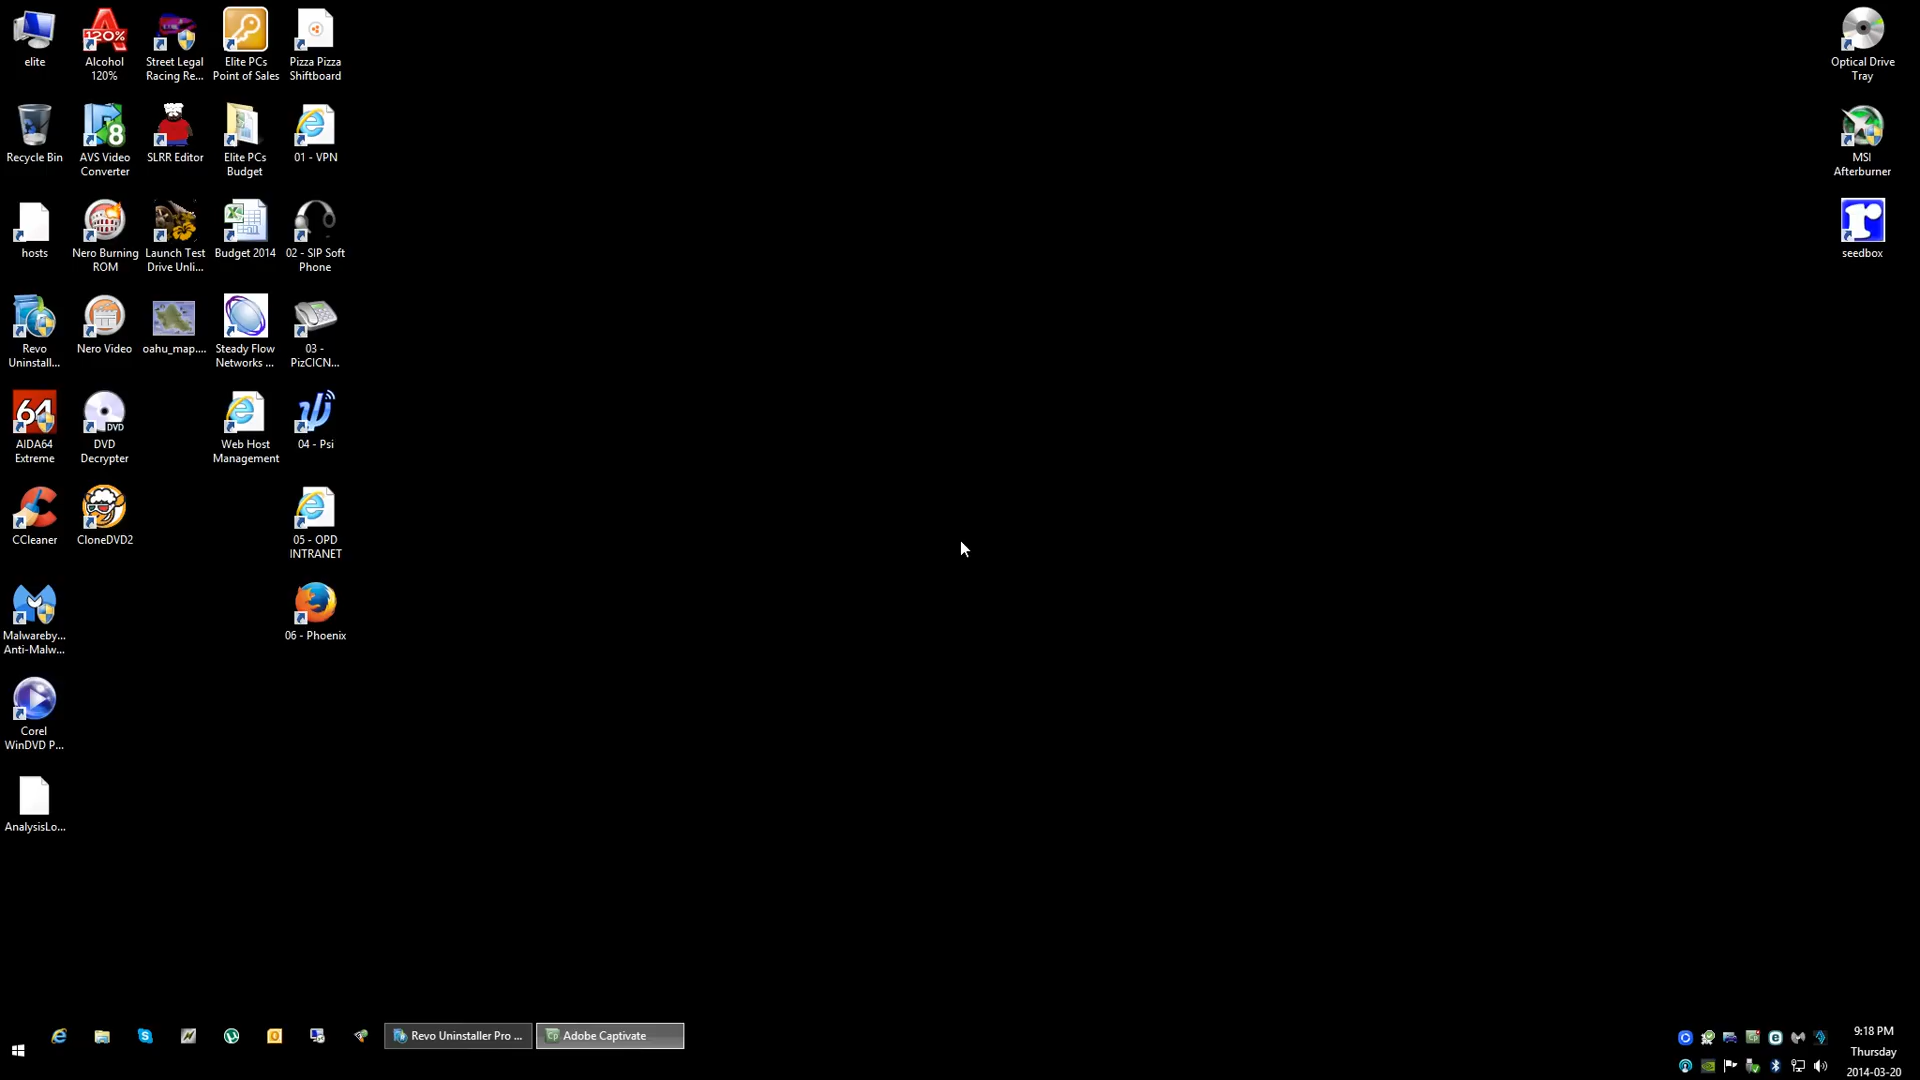 elite
Alcohol
120%
Street Legal
Racing Re...
Elite PCs
Point of Sales
Pizza Pizza
Shiftboard
Optical Drive
Tray
Recycle Bin
AVS Video
Converter
SLRR Editor
Elite PCs
Budget
01 - VPN
MSI
Afterburner
hosts
Nero Burning
ROM
Launch Test
Drive Unli...
Budget 2014
02 - SIP Soft
Phone
seedbox
Revo
Uninstall...
Nero Video
oahu_map....
Steady Flow
Networks ...
03 -
PizCICN...
64
AIDA64
Extreme
DVD
DVD
Decrypter
Web Host
Management
04 - Psi
CCleaner
CloneDVD2
05 - OPD
INTRANET
Malwareby...
Anti-Malw...
06 - Phoenix
Corel
WinDVD P...
AnalysisLo...
Revo Uninstaller Pro ...
Adobe Captivate
9:18 PM
Thursday
2014-03-20